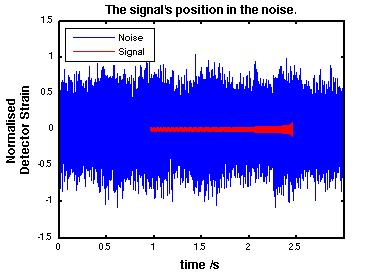 The signal's position in the noise.
Noise
Signal
Normalised
Detector Strain
1.5
1
0.5
0
-0.5
-1
-1.5
0 0.5 1 1.5 2 2.5
time /s